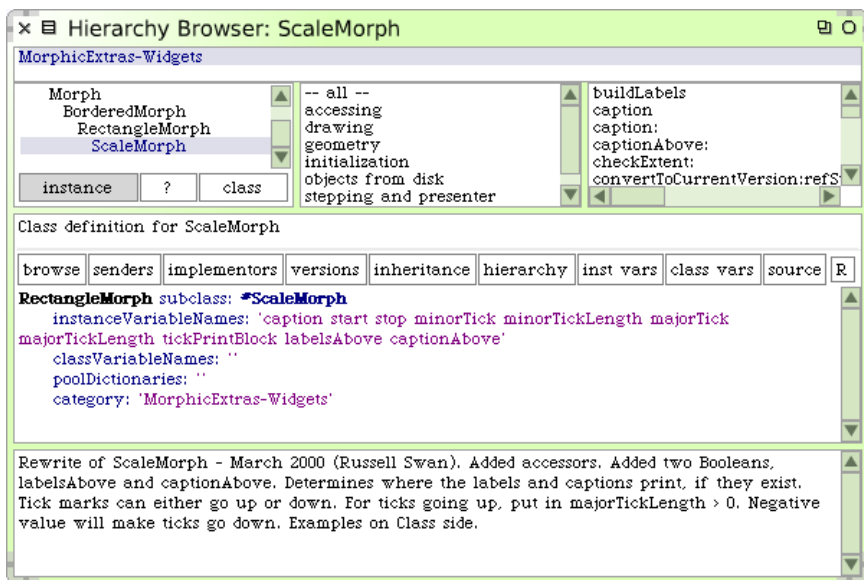 Hierarchy Browser: ScaleMorph
MorphicExtras-Widgets
Morph
BorderedMorph
RectangleMorph
ScaleMorph
instance ? class
-- all --
accessing
drawing
geometry
initialization
objects from disk
stepping and presenter
buildLabels
caption
caption:
captionAbove:
checkExtent:
convertToCurrentVersion:refS
Class definition for ScaleMorph
browse senders implementors versions inheritance hierarchy inst vars class vars source R
RectangleMorph subclass: #ScaleMorph
instanceVariableNames: 'caption start stop minorTick minorTickLength majorTick
majorTickLength tickPrintBlock labelsAbove captionAbove'
classVariableNames: ''
poolDictionaries: ''
category: 'MorphicExtras-Widgets'
Rewrite of ScaleMorph - March 2000 (Russell Swan). Added accessors. Added two Booleans,
labelsAbove and captionAbove. Determines where the labels and captions print, if they exist.
Tick marks can either go up or down. For ticks going up, put in majorTickLength > 0. Negative
value will make ticks go down. Examples on Class side.